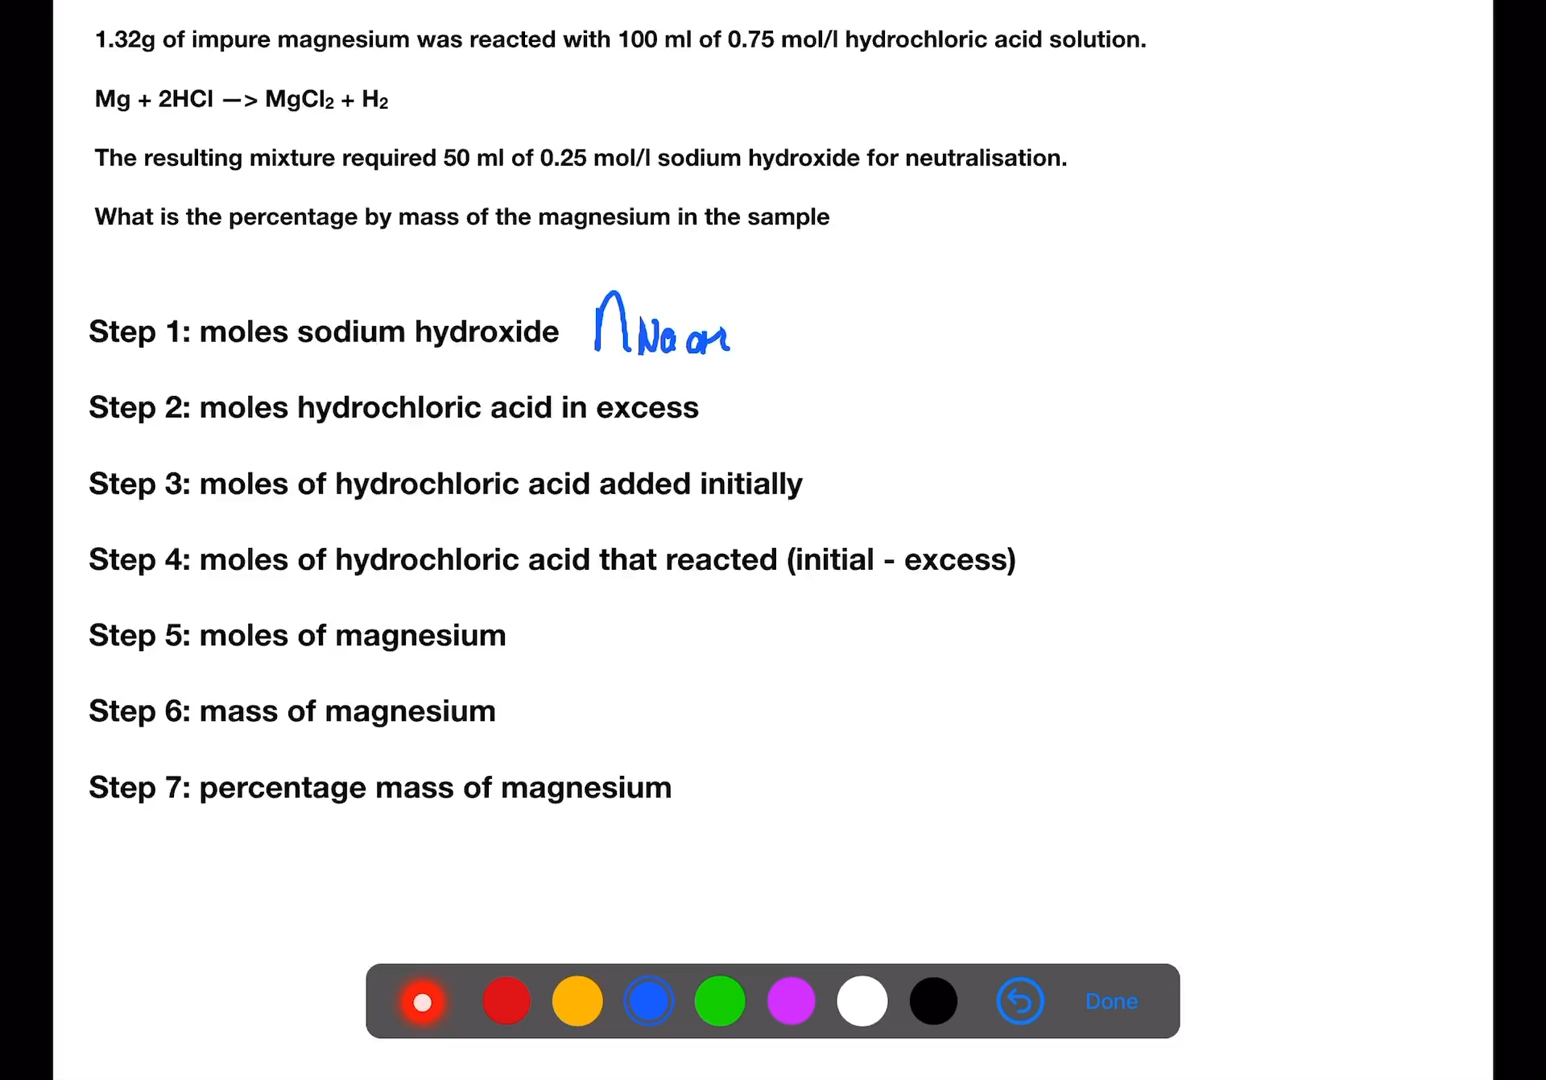 1.32g of impure magnesium was reacted with 100 ml of 0.75 mol/l hydrochloric acid solution.
Mg + 2HCl —> MgCl₂ + H₂
The resulting mixture required 50 ml of 0.25 mol/l sodium hydroxide for neutralisation.
What is the percentage by mass of the magnesium in the sample
Step 1: moles sodium hydroxide n NaOH
Step 2: moles hydrochloric acid in excess
Step 3: moles of hydrochloric acid added initially
Step 4: moles of hydrochloric acid that reacted (initial - excess)
Step 5: moles of magnesium
Step 6: mass of magnesium
Step 7: percentage mass of magnesium
Done